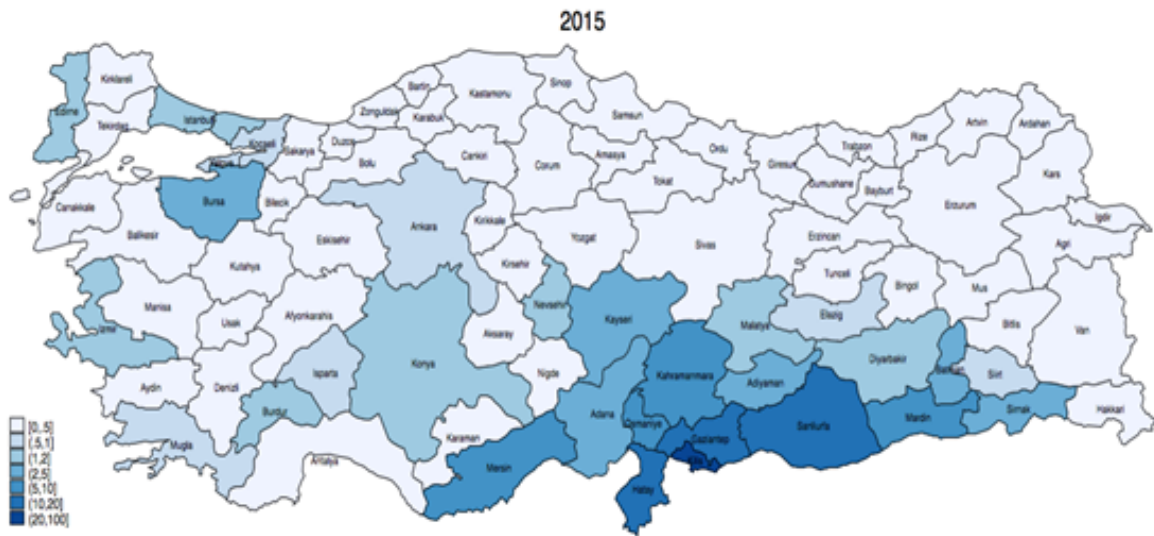 2015
Kirklareli
Edirne
Tekirdag
Istanbul
Kocaeli
Sakarya
Duzce
Zonguldak
Bartin
Karabuk
Kastamonu
Sinop
Samsun
Bolu
Cankiri
Corum
Amasya
Ordu
Tokat
Giresun
Trabzon
Gumushane
Bayburt
Rize
Artvin
Ardahan
Kars
Erzurum
Igdir
Agri
Canakkale
Balikesir
Bursa
Bilecik
Eskisehir
Ankara
Kirikkale
Yozgat
Sivas
Erzincan
Tunceli
Bingol
Mus
Bitlis
Van
Kutahya
Kirsehir
Manisa
Usak
Afyonkarahis
Izmir
Nevsehir
Kayseri
Malatya
Elazig
Aksaray
Konya
Diyarbakir
Siirt
Aydin
Denizli
Isparta
Nigde
Kahramanmara
Adiyaman
Burdur
Adana
Osmaniye
Gaziantep
Sanliurfa
Mardin
Sirnak
Hakkari
Mugla
Antalya
Karaman
Mersin
Hatay
[0,.5]
(.5,1]
(1,2]
(2,5]
(5,10]
(10,20]
(20,100]